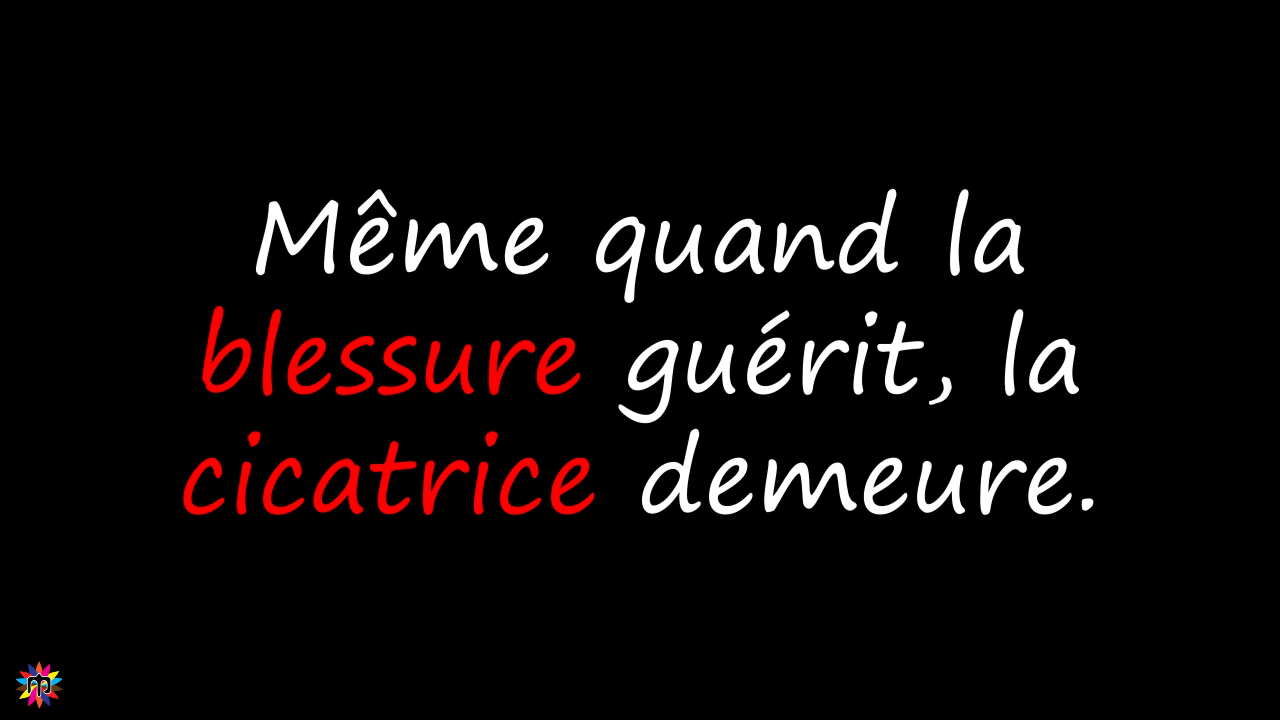 Même quand la
blessure guérit, la
cicatrice demeure.